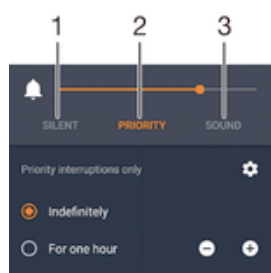 1 2 3
SILENT PRIORITY SOUND
Priority interruptions only
Indefinitely
For one hour